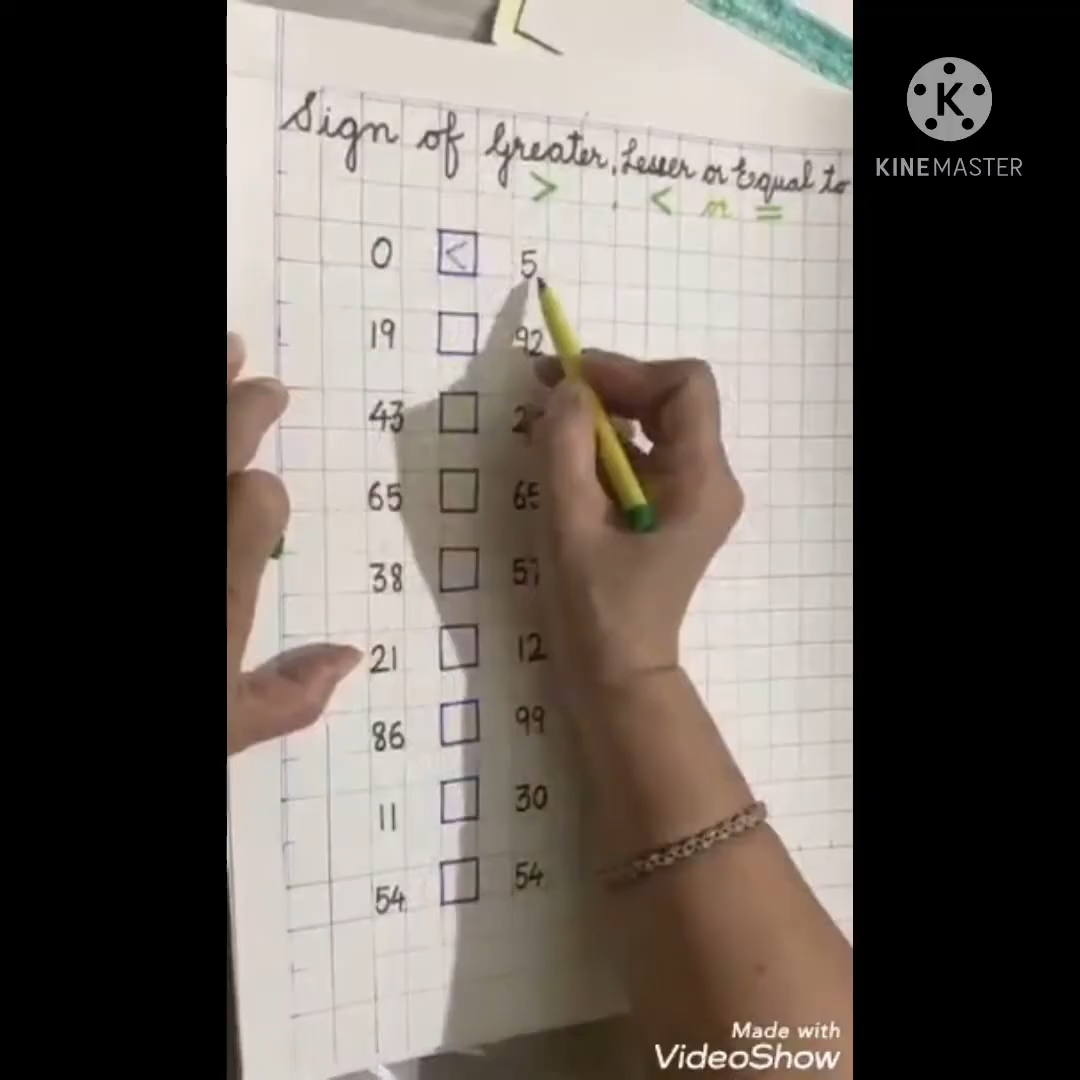 Sign of Greater, Lesser or Equal to
> , < or =
0 < 5
19 92
43
65 65
38 57
21 12
86 99
11 30
54 54
K
KINEMASTER
Made with
VideoShow